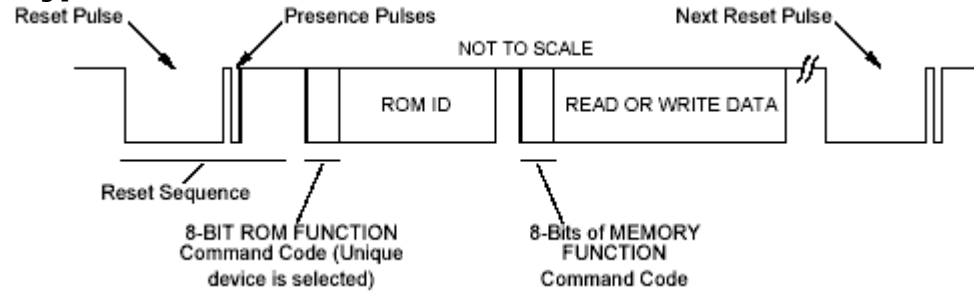 Reset Pulse
Presence Pulses
Next Reset Pulse
NOT TO SCALE
ROM ID
READ OR WRITE DATA
Reset Sequence
8-BIT ROM FUNCTION
Command Code (Unique
device is selected)
8-Bits of MEMORY
FUNCTION
Command Code